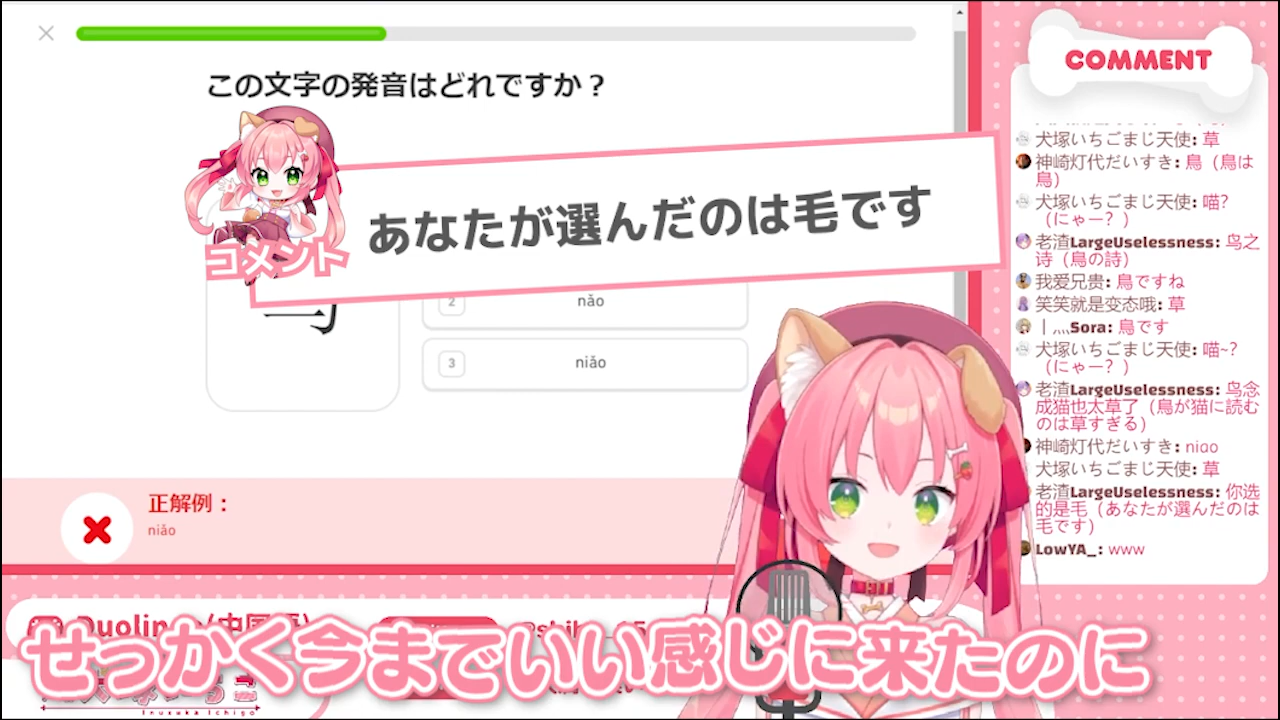 この文字の発音はどれですか？
コメント
あなたが選んだのは毛です
2
nǎo
3
niǎo
正解例：
niǎo
COMMENT
犬塚いちごまじ天使: 草
神崎灯代だいすき: 鳥（鳥は
鳥）
犬塚いちごまじ天使: 喵?
（にゃー？）
老渣LargeUselessness: 鸟之
诗（鳥の詩）
我爱兄贵: 鳥ですね
笑笑就是变态哦: 草
丨灬Sora: 鳥です
犬塚いちごまじ天使: 喵~?
（にゃー？）
老渣LargeUselessness: 鸟念
成猫也太草了（鳥が猫に読む
のは草すぎる）
神崎灯代だいすき: niao
犬塚いちごまじ天使: 草
老渣LargeUselessness: 你选
的是毛（あなたが選んだのは
毛です）
LowYA_: www
せっかく今までいい感じに来たのに
Inuzuka Ichigo